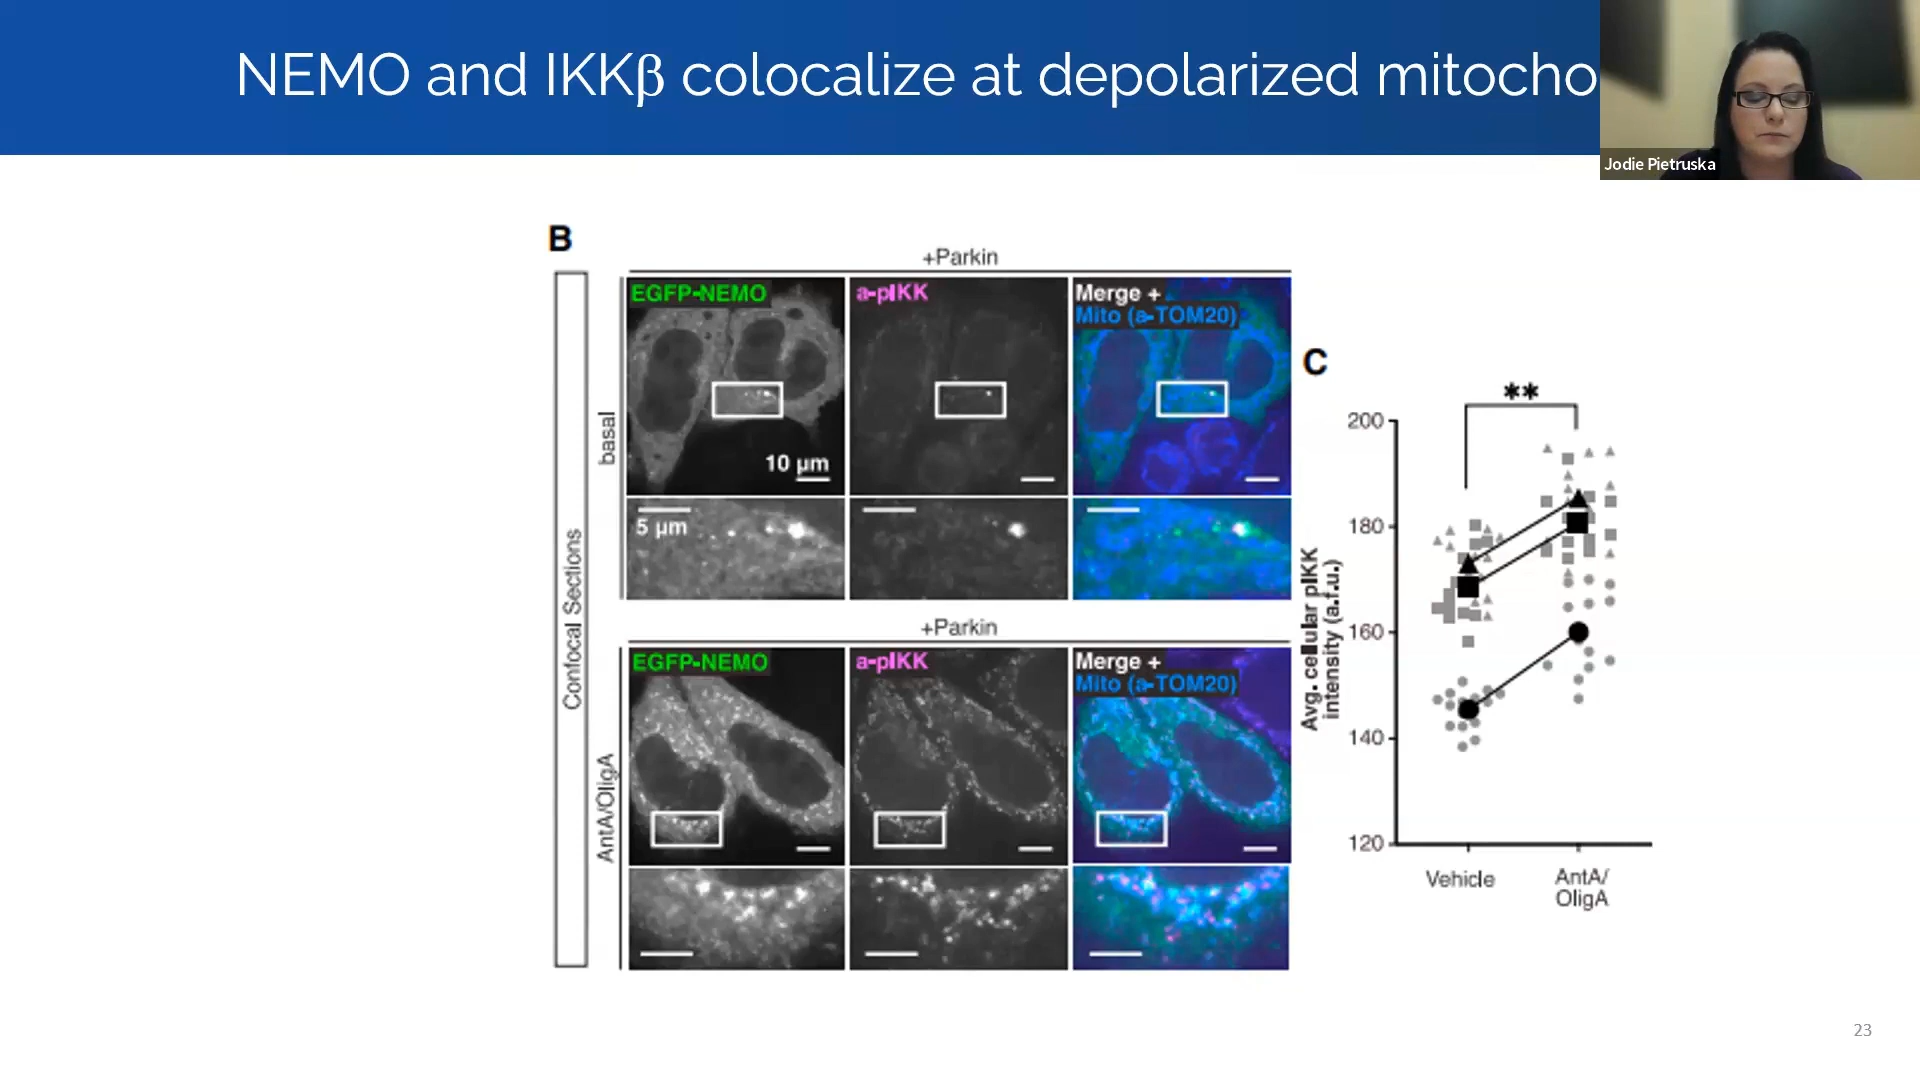 NEMO and IKKβ colocalize at depolarized mitocho
Jodie Pietruska
B
+Parkin
EGFP-NEMO
a-pIKK
Merge +
Mito (a-TOM20)
basal
10 µm
5 µm
Confocal Sections
+Parkin
EGFP-NEMO
a-pIKK
Merge +
Mito (a-TOM20)
AntA/OligA
C
**
Avg. cellular pIKK
intensity (a.f.u.)
200
180
160
140
120
Vehicle
AntA/
OligA
23